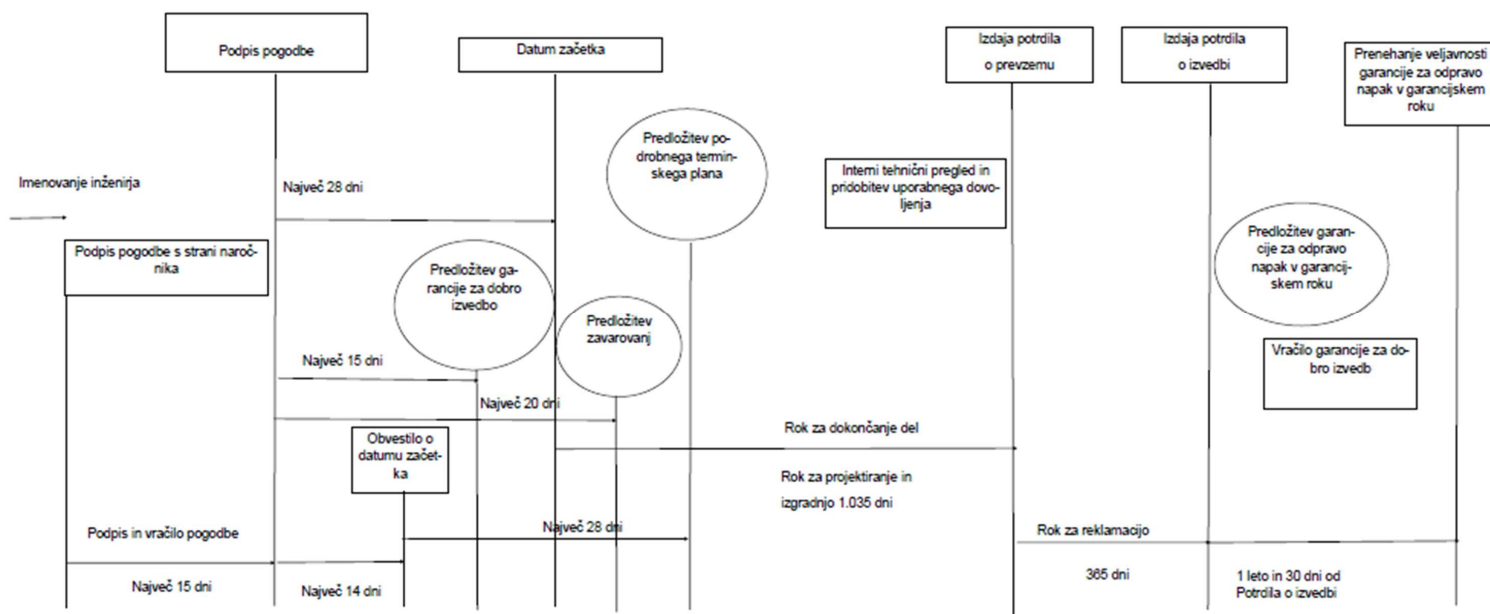 Podpis pogodbe
Datum začetka
Izdaja potrdila
o prevzemu
Izdaja potrdila
o izvedbi
Prenehanje veljavnosti
garancije za odpravo
napak v garancijskem
roku
Predložitev po-
drobnega termin-
skega plana
Imenovanje inženirja
Največ 28 dni
Interni tehnični pregled in
pridobitev uporabnega dovo-
ljenja
Podpis pogodbe s strani naroč-
nika
Predložitev ga-
rancije za dobro
izvedbo
Predložitev garan-
cije za odpravo
napak v garancij-
skem roku
Predložitev
zavarovanj
Največ 15 dni
Vračilo garancije za do-
bro izvedb
Največ 20 dni
Obvestilo o
datumu začet-
ka
Rok za dokončanje del
Rok za projektiranje in
izgradnjo 1.035 dni
Podpis in vračilo pogodbe
Največ 28 dni
Rok za reklamacijo
Največ 15 dni
Največ 14 dni
365 dni
1 leto in 30 dni od
Potrdila o izvedbi